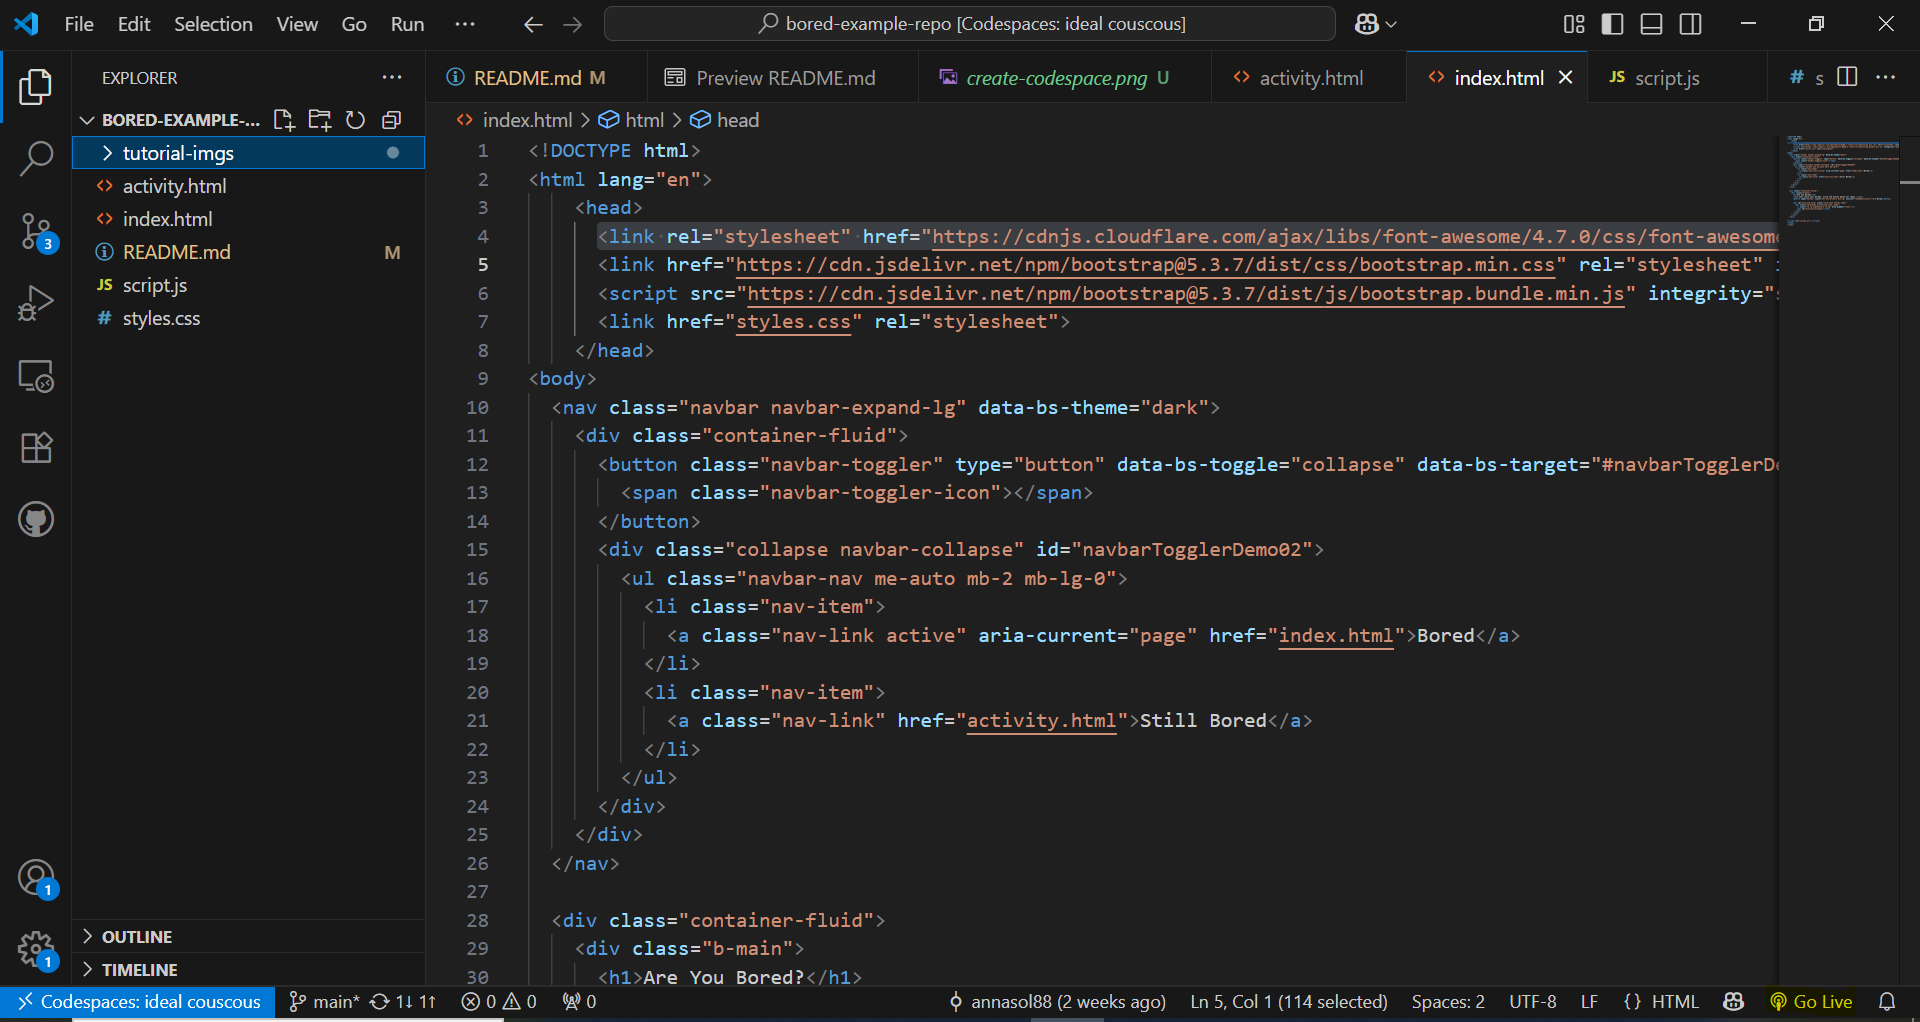 File Edit Selection View Go Run ··· bored-example-repo [Codespaces: ideal couscous]
EXPLORER ···
README.md M Preview README.md create-codespace.png U activity.html index.html JS script.js # s ···
BORED-EXAMPLE-...
index.html > html > head
tutorial-imgs
activity.html
index.html
README.md M
JS script.js
# styles.css
3
1 <!DOCTYPE html>
2 <html lang="en">
3 <head>
4 <link rel="stylesheet" href="https://cdnjs.cloudflare.com/ajax/libs/font-awesome/4.7.0/css/font-awesome
5 <link href="https://cdn.jsdelivr.net/npm/bootstrap@5.3.7/dist/css/bootstrap.min.css" rel="stylesheet"
6 <script src="https://cdn.jsdelivr.net/npm/bootstrap@5.3.7/dist/js/bootstrap.bundle.min.js" integrity="s
7 <link href="styles.css" rel="stylesheet">
8 </head>
9 <body>
10 <nav class="navbar navbar-expand-lg" data-bs-theme="dark">
11 <div class="container-fluid">
12 <button class="navbar-toggler" type="button" data-bs-toggle="collapse" data-bs-target="#navbarTogglerDe
13 <span class="navbar-toggler-icon"></span>
14 </button>
15 <div class="collapse navbar-collapse" id="navbarTogglerDemo02">
16 <ul class="navbar-nav me-auto mb-2 mb-lg-0">
17 <li class="nav-item">
18 <a class="nav-link active" aria-current="page" href="index.html">Bored</a>
19 </li>
20 <li class="nav-item">
21 <a class="nav-link" href="activity.html">Still Bored</a>
22 </li>
23 </ul>
24 </div>
25 </div>
26 </nav>
27
28 <div class="container-fluid">
29 <div class="b-main">
30 <h1>Are You Bored?</h1>
1
1
OUTLINE
TIMELINE
Codespaces: ideal couscous main* 1↓ 1↑ 0 0 0 annasol88 (2 weeks ago) Ln 5, Col 1 (114 selected) Spaces: 2 UTF-8 LF {} HTML Go Live